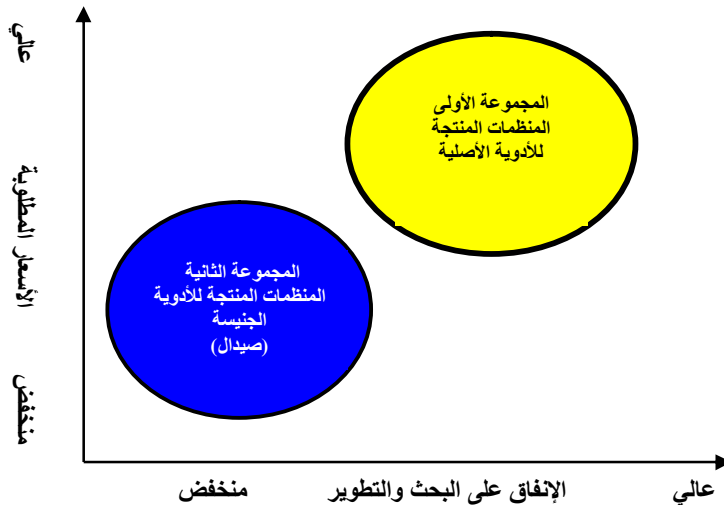 عالي
الأسعار المطلوبة
منخفض
المجموعة الأولى
المنظمات المنتجة
للأدوية الأصلية
المجموعة الثانية
المنظمات المنتجة للأدوية
الجنيسة
(صيدال)
منخفض
الإنفاق على البحث والتطوير
عالي